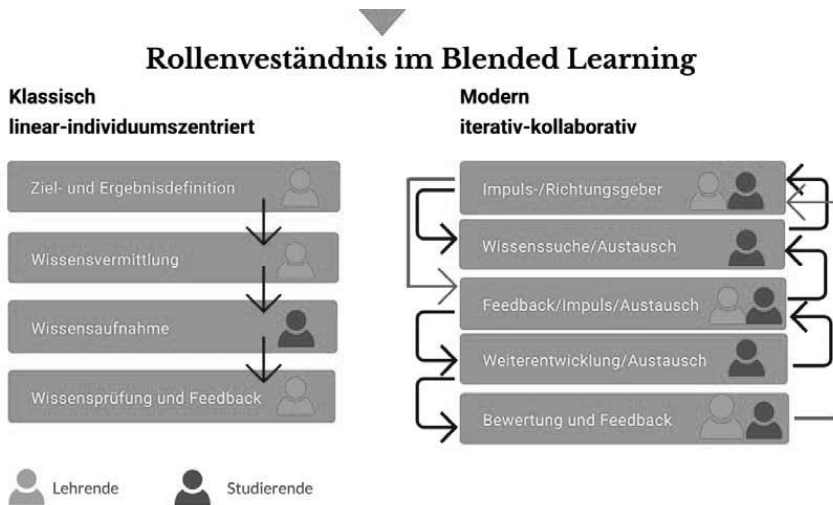 Rollenveständnis im Blended Learning
Klassisch
linear-individuumszentriert
Ziel- und Ergebnisdefinition
Wissensvermittlung
Wissensaufnahme
Wissensprüfung und Feedback
Modern
iterativ-kollaborativ
Impuls-/Richtungsgeber
Wissenssuche/Austausch
Feedback/Impuls/Austausch
Weiterentwicklung/Austausch
Bewertung und Feedback
Lehrende
Studierende